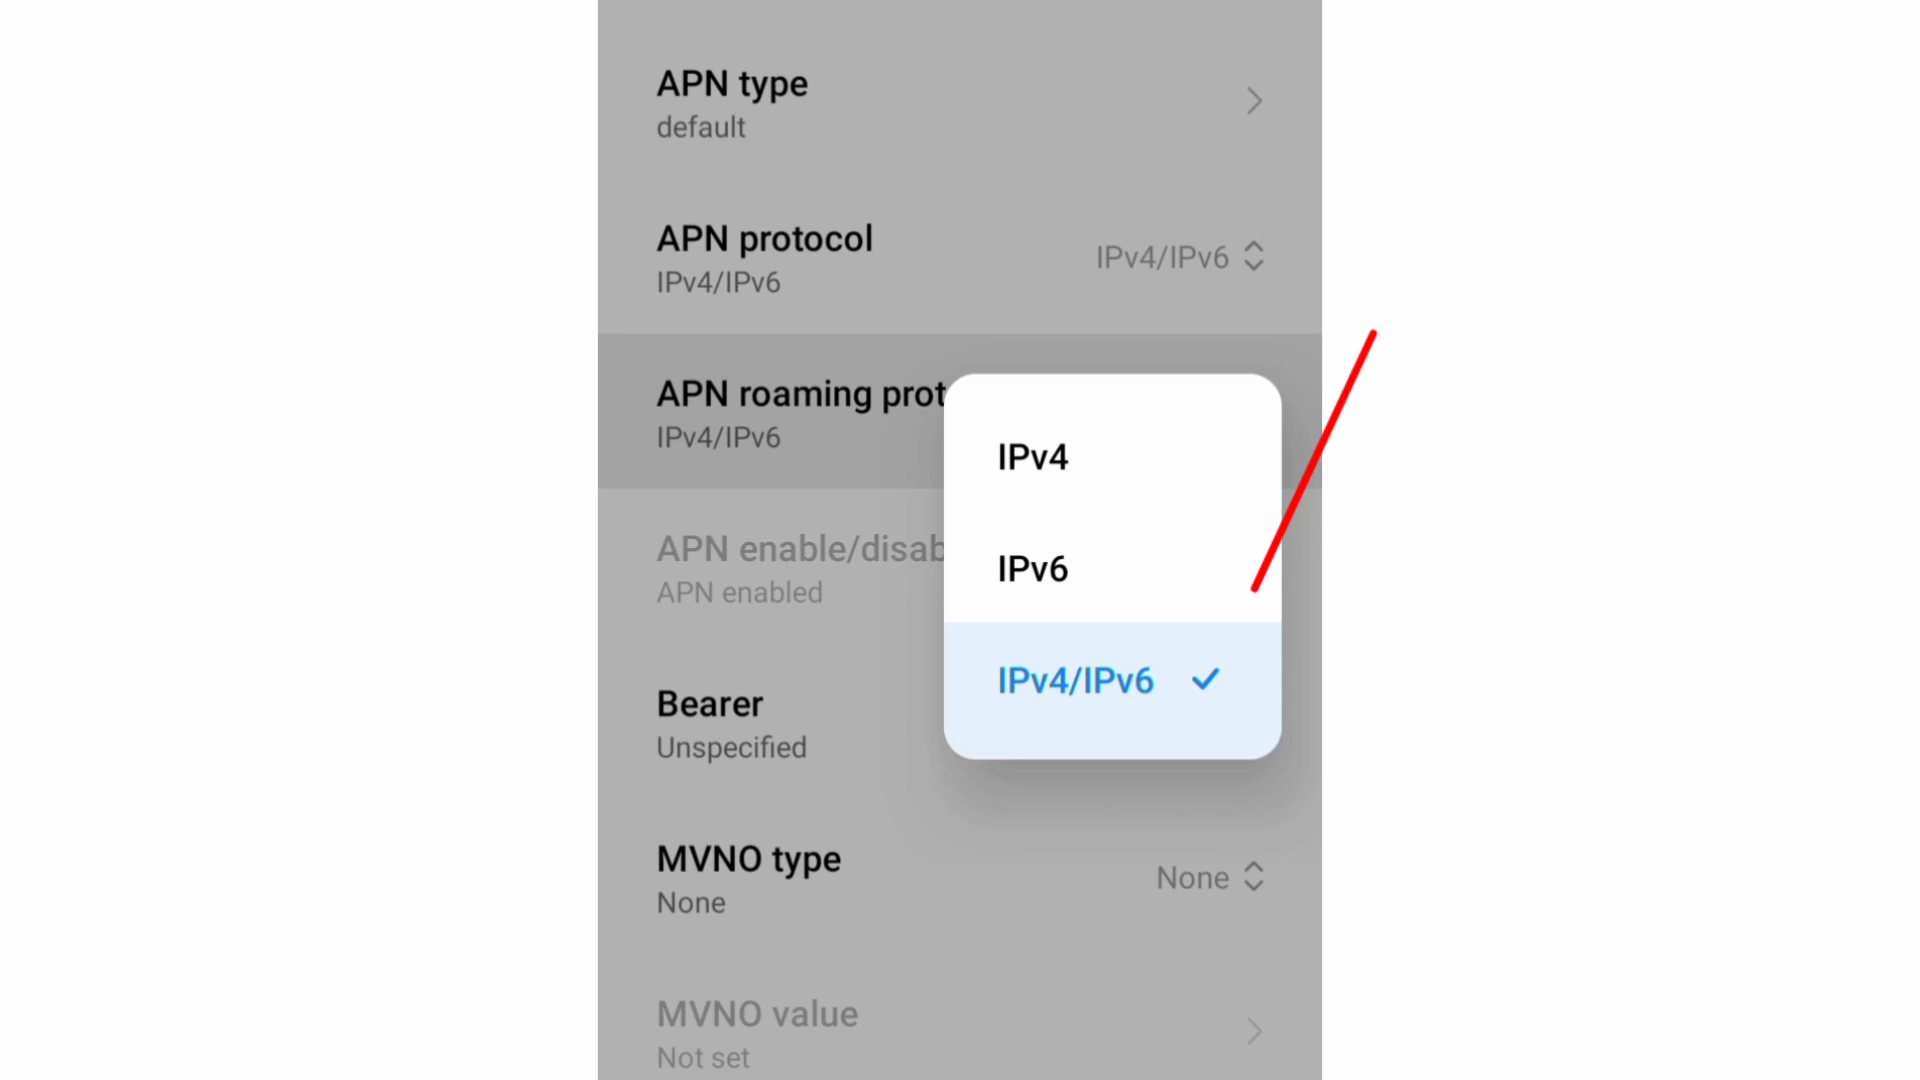 APN type
default
APN protocol
IPv4/IPv6
IPv4/IPv6
APN roaming prot
IPv4/IPv6
IPv4
IPv6
IPv4/IPv6
APN enable/disab
APN enabled
Bearer
Unspecified
MVNO type
None
None
MVNO value
Not set